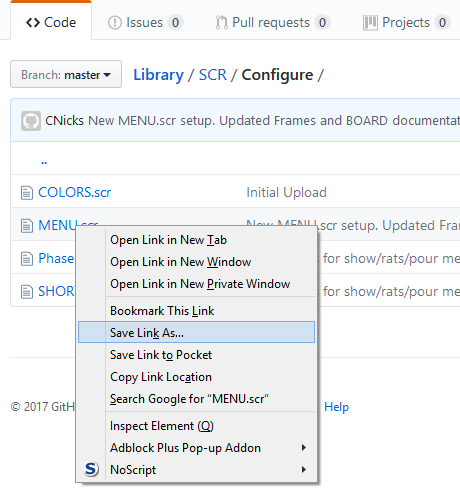 Code Issues 0 Pull requests 0 Projects 0
Branch: master Library / SCR / Configure /
CNicks New MENU.scr setup. Updated Frames and BOARD documentat
..
COLORS.scr Initial Upload
MENU.scr New MENU.scr setup. Updated Fram
Phase for show/rats/pour me
SHOR for show/rats/pour me
Open Link in New Tab
Open Link in New Window
Open Link in New Private Window
Bookmark This Link
Save Link As...
Save Link to Pocket
Copy Link Location
Search Google for “MENU.scr”
Inspect Element (Q)
Adblock Plus Pop-up Addon
S NoScript
© 2017 GitH Help